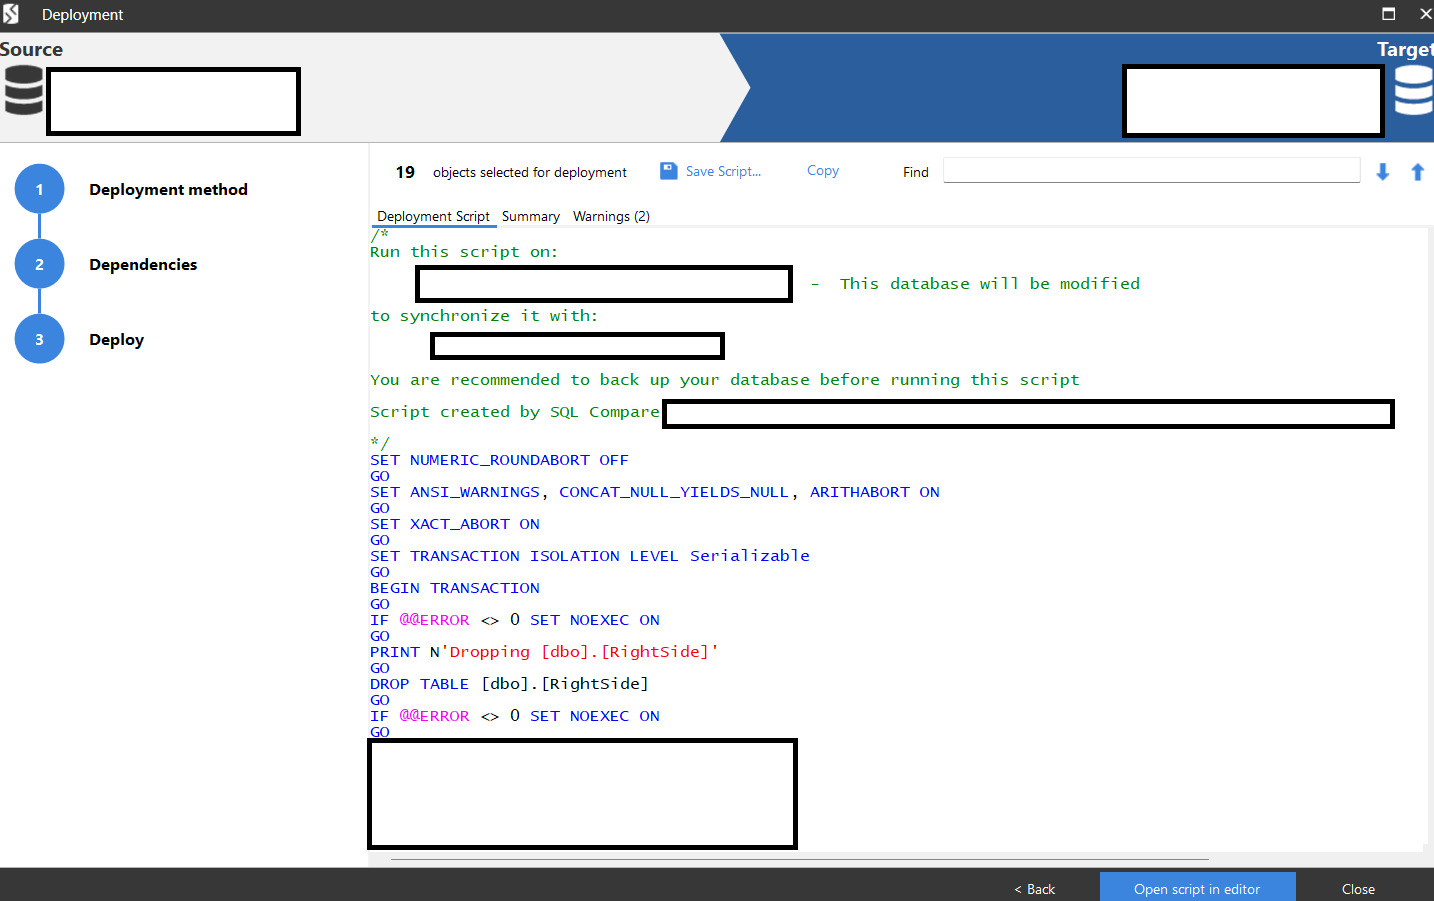 Deployment
Source
Target
1 Deployment method
2 Dependencies
3 Deploy
19 objects selected for deployment Save Script... Copy Find
Deployment Script Summary Warnings (2)
/*
Run this script on:
- This database will be modified
to synchronize it with:
You are recommended to back up your database before running this script
Script created by SQL Compare
*/
SET NUMERIC_ROUNDABORT OFF
GO
SET ANSI_WARNINGS, CONCAT_NULL_YIELDS_NULL, ARITHABORT ON
GO
SET XACT_ABORT ON
GO
SET TRANSACTION ISOLATION LEVEL Serializable
GO
BEGIN TRANSACTION
GO
IF @@ERROR <> 0 SET NOEXEC ON
GO
PRINT N'Dropping [dbo].[RightSide]'
GO
DROP TABLE [dbo].[RightSide]
GO
IF @@ERROR <> 0 SET NOEXEC ON
GO
< Back Open script in editor Close